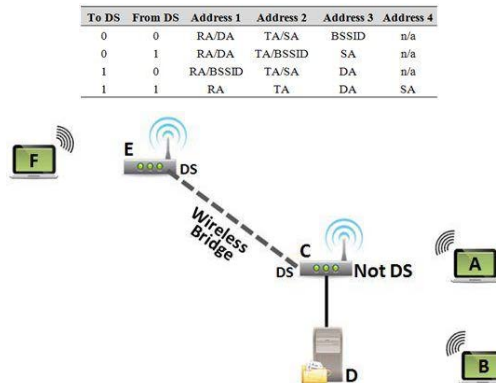 To DS From DS Address 1 Address 2 Address 3 Address 4
0 0 RA/DA TA/SA BSSID n/a
0 1 RA/DA TA/BSSID SA n/a
1 0 RA/BSSID TA/SA DA n/a
1 1 RA TA DA SA
F
E
DS
Wireless
Bridge
C
DS
Not DS
A
D
B